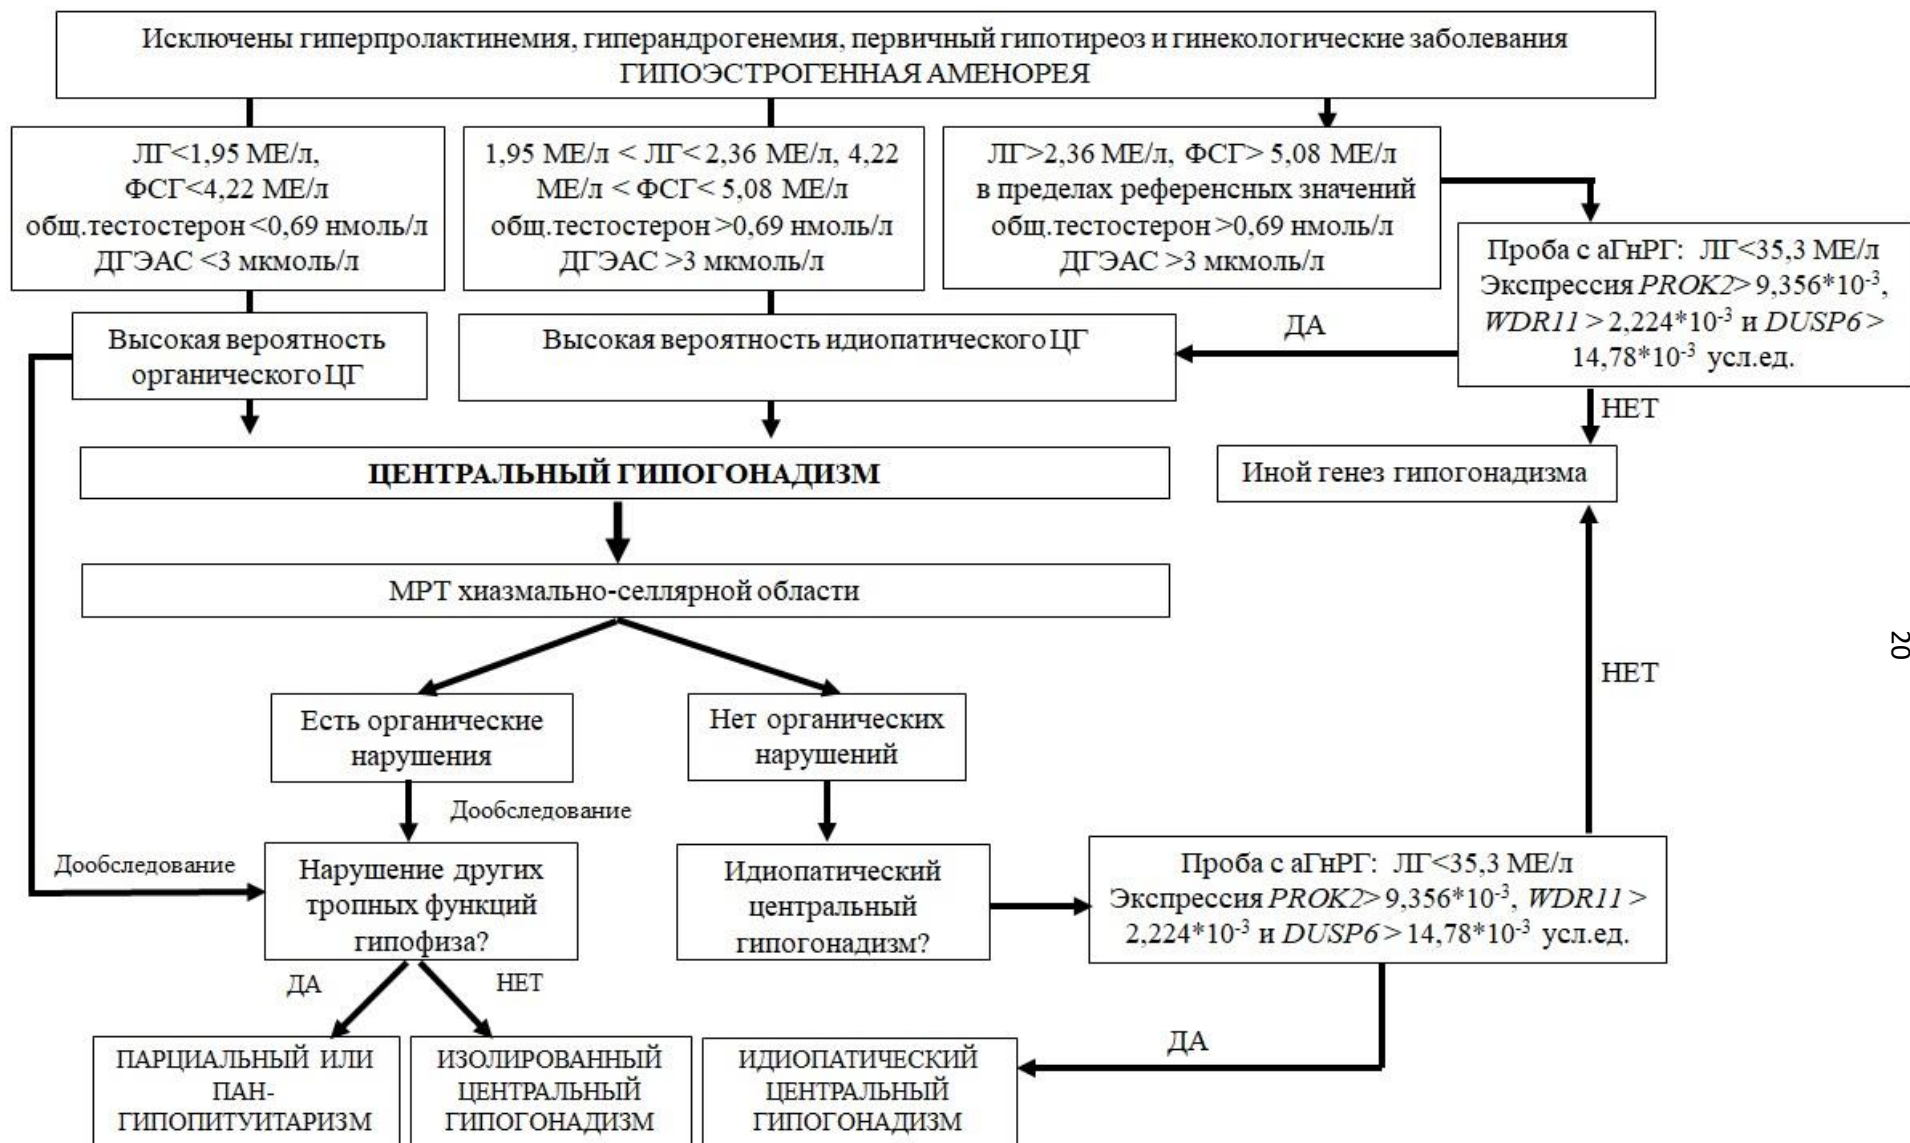 Исключены гиперпролактинемия, гиперандрогенемия, первичный гипотиреоз и гинекологические заболевания
ГИПОЭСТРОГЕННАЯ АМЕНОРЕЯ
ЛГ<1,95 МЕ/л,
ФСГ<4,22 МЕ/л
общ.тестостерон <0,69 нмоль/л
ДГЭАС <3 мкмоль/л
1,95 МЕ/л < ЛГ< 2,36 МЕ/л, 4,22
МЕ/л < ФСГ< 5,08 МЕ/л
общ.тестостерон >0,69 нмоль/л
ДГЭАС >3 мкмоль/л
ЛГ>2,36 МЕ/л, ФСГ> 5,08 МЕ/л
в пределах референсных значений
общ.тестостерон >0,69 нмоль/л
ДГЭАС >3 мкмоль/л
Проба с аГнРГ: ЛГ<35,3 МЕ/л
Экспрессия PROK2> 9,356*10⁻³,
WDR11 > 2,224*10⁻³ и DUSP6 >
14,78*10⁻³ усл.ед.
Высокая вероятность
органического ЦГ
Высокая вероятность идиопатического ЦГ
ДА
НЕТ
ЦЕНТРАЛЬНЫЙ ГИПОГОНАДИЗМ
Иной генез гипогонадизма
МРТ хиазмально-селлярной области
20
НЕТ
Есть органические
нарушения
Нет органических
нарушений
Дообследование
Дообследование
Нарушение других
тропных функций
гипофиза?
Идиопатический
центральный
гипогонадизм?
Проба с аГнРГ: ЛГ<35,3 МЕ/л
Экспрессия PROK2> 9,356*10⁻³, WDR11 >
2,224*10⁻³ и DUSP6 > 14,78*10⁻³ усл.ед.
ДА
НЕТ
ДА
ПАРЦИАЛЬНЫЙ ИЛИ
ПАН-
ГИПОПИТУИТАРИЗМ
ИЗОЛИРОВАННЫЙ
ЦЕНТРАЛЬНЫЙ
ГИПОГОНАДИЗМ
ИДИОПАТИЧЕСКИЙ
ЦЕНТРАЛЬНЫЙ
ГИПОГОНАДИЗМ